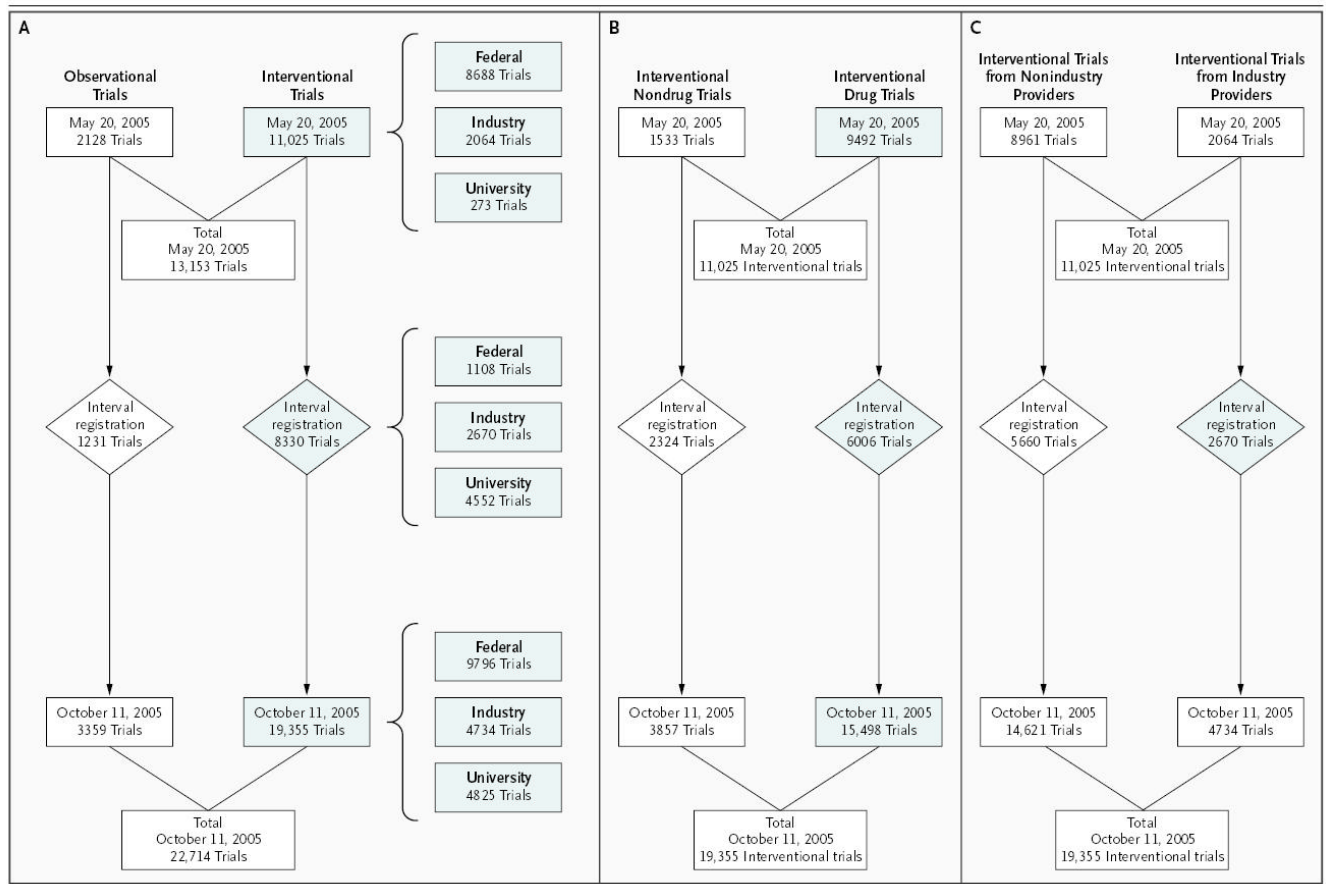 A
Observational
Trials
Interventional
Trials
May 20, 2005
2128 Trials
May 20, 2005
11,025 Trials
Federal
8688 Trials
Industry
2064 Trials
University
273 Trials
Total
May 20, 2005
13,153 Trials
Interval
registration
1231 Trials
Interval
registration
8330 Trials
Federal
1108 Trials
Industry
2670 Trials
University
4552 Trials
October 11, 2005
3359 Trials
October 11, 2005
19,355 Trials
Federal
9796 Trials
Industry
4734 Trials
University
4825 Trials
Total
October 11, 2005
22,714 Trials
B
Interventional
Nondrug Trials
Interventional
Drug Trials
May 20, 2005
1533 Trials
May 20, 2005
9492 Trials
Total
May 20, 2005
11,025 Interventional trials
Interval
registration
2324 Trials
Interval
registration
6006 Trials
October 11, 2005
3857 Trials
October 11, 2005
15,498 Trials
Total
October 11, 2005
19,355 Interventional trials
C
Interventional Trials
from Nonindustry
Providers
Interventional Trials
from Industry
Providers
May 20, 2005
8961 Trials
May 20, 2005
2064 Trials
Total
May 20, 2005
11,025 Interventional trials
Interval
registration
5660 Trials
Interval
registration
2670 Trials
October 11, 2005
14,621 Trials
October 11, 2005
4734 Trials
Total
October 11, 2005
19,355 Interventional trials